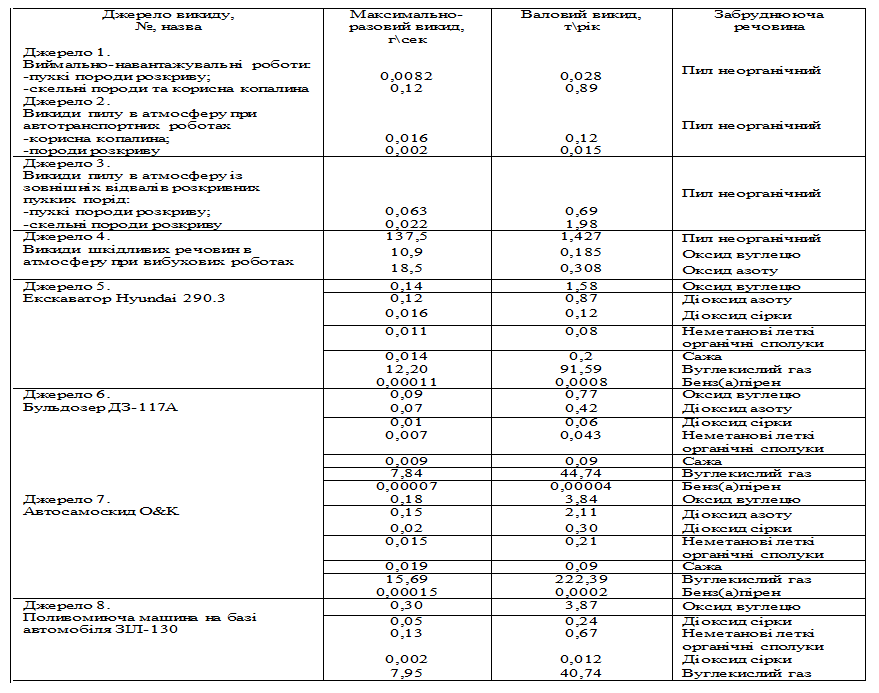 Джерело викиду, Максимально- Валовий викид, Забруднююча
№, назва разовий викид, т\рік речовина
г\сек
Джерело 1.
Виймально-навантажувальні роботи:
-пухкі породи розкриву; 0,0082 0,028 Пил неорганічний
-скельні породи та корисна копалина 0,12 0,89
Джерело 2.
Викиди пилу в атмосферу при
автотранспортних роботах Пил неорганічний
-корисна копалина; 0,016 0,12
-породи розкриву 0,002 0,015
Джерело 3.
Викиди пилу в атмосферу із
зовнішніх відвалів розкривних
пухких порід: Пил неорганічний
-пухкі породи розкриву; 0,063 0,69
-скельні породи розкриву 0,022 1,98
Джерело 4. 137,5 1,427 Пил неорганічний
Викиди шкідливих речовин в 10,9 0,185 Оксид вуглецю
атмосферу при вибухових роботах 18,5 0,308 Оксид азоту
Джерело 5. 0,14 1,58 Оксид вуглецю
Екскаватор Hyundai 290.3 0,12 0,87 Діоксид азоту
0,016 0,12 Діоксид сірки
0,011 0,08 Неметанові леткі
органічні сполуки
0,014 0,2 Сажа
12,20 91,59 Вуглекислий газ
0,00011 0,0008 Бенз(а)пірен
Джерело 6. 0,09 0,77 Оксид вуглецю
Бульдозер ДЗ-117А 0,07 0,42 Діоксид азоту
0,01 0,06 Діоксид сірки
0,007 0,043 Неметанові леткі
органічні сполуки
0,009 0,09 Сажа
7,84 44,74 Вуглекислий газ
0,00007 0,00004 Бенз(а)пірен
Джерело 7. 0,18 3,84 Оксид вуглецю
Автосамоскид O&K 0,15 2,11 Діоксид азоту
0,02 0,30 Діоксид сірки
0,015 0,21 Неметанові леткі
органічні сполуки
0,019 0,09 Сажа
15,69 222,39 Вуглекислий газ
0,00015 0,0002 Бенз(а)пірен
Джерело 8. 0,30 3,87 Оксид вуглецю
Поливомиюча машина на базі 0,05 0,24 Діоксид сірки
автомобіля ЗІЛ-130 0,13 0,67 Неметанові леткі
органічні сполуки
0,002 0,012 Діоксид сірки
7,95 40,74 Вуглекислий газ